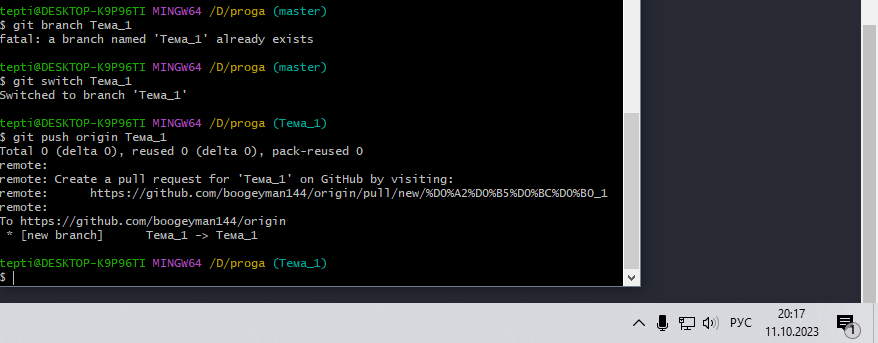 tepti@DESKTOP-K9P96TI MINGW64 /D/proga (master)
$ git branch Тема_1
fatal: a branch named 'Тема_1' already exists
tepti@DESKTOP-K9P96TI MINGW64 /D/proga (master)
$ git switch Тема_1
Switched to branch 'Тема_1'
tepti@DESKTOP-K9P96TI MINGW64 /D/proga (Тема_1)
$ git push origin Тема_1
Total 0 (delta 0), reused 0 (delta 0), pack-reused 0
remote:
remote: Create a pull request for 'Тема_1' on GitHub by visiting:
remote:      https://github.com/boogeyman144/origin/pull/new/%D0%A2%D0%B5%D0%BC%D0%B0_1
remote:
To https://github.com/boogeyman144/origin
 * [new branch]      Тема_1 -> Тема_1
tepti@DESKTOP-K9P96TI MINGW64 /D/proga (Тема_1)
$
РУС
20:17
11.10.2023
1